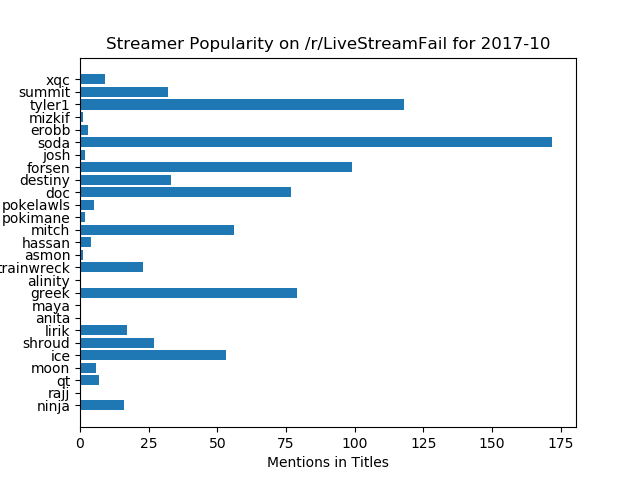 Streamer Popularity on /r/LiveStreamFail for 2017-10
xqc
summit
tyler1
mizkif
erobb
soda
josh
forsen
destiny
doc
pokelawls
pokimane
mitch
hassan
asmon
trainwreck
alinity
greek
maya
anita
lirik
shroud
ice
moon
qt
rajj
ninja
0 25 50 75 100 125 150 175
Mentions in Titles